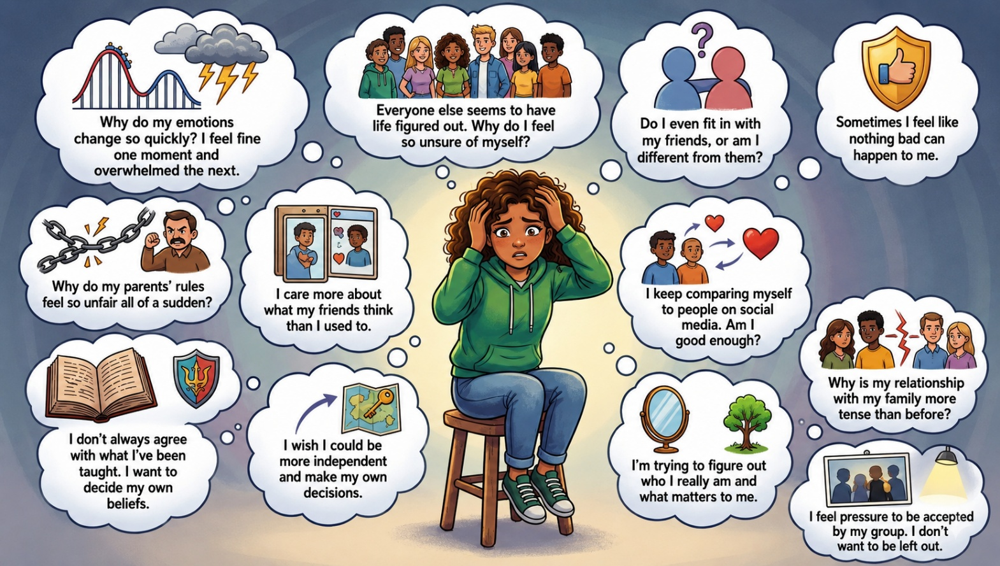 Why do my emotions
change so quickly? I feel fine
one moment and
overwhelmed the next.
Everyone else seems to have
life figured out. Why do I feel
so unsure of myself?
Do I even fit in with
my friends, or am I
different from them?
Sometimes I feel like
nothing bad can
happen to me.
Why do my parents’ rules
feel so unfair all of a sudden?
I care more about
what my friends think
than I used to.
I keep comparing myself
to people on social
media. Am I
good enough?
Why is my relationship
with my family more
tense than before?
I don’t always agree
with what I’ve been
taught. I want to
decide my own
beliefs.
I wish I could be
more independent
and make my own
decisions.
I’m trying to figure out
who I really am and
what matters to me.
I feel pressure to be accepted
by my group. I don’t
want to be left out.